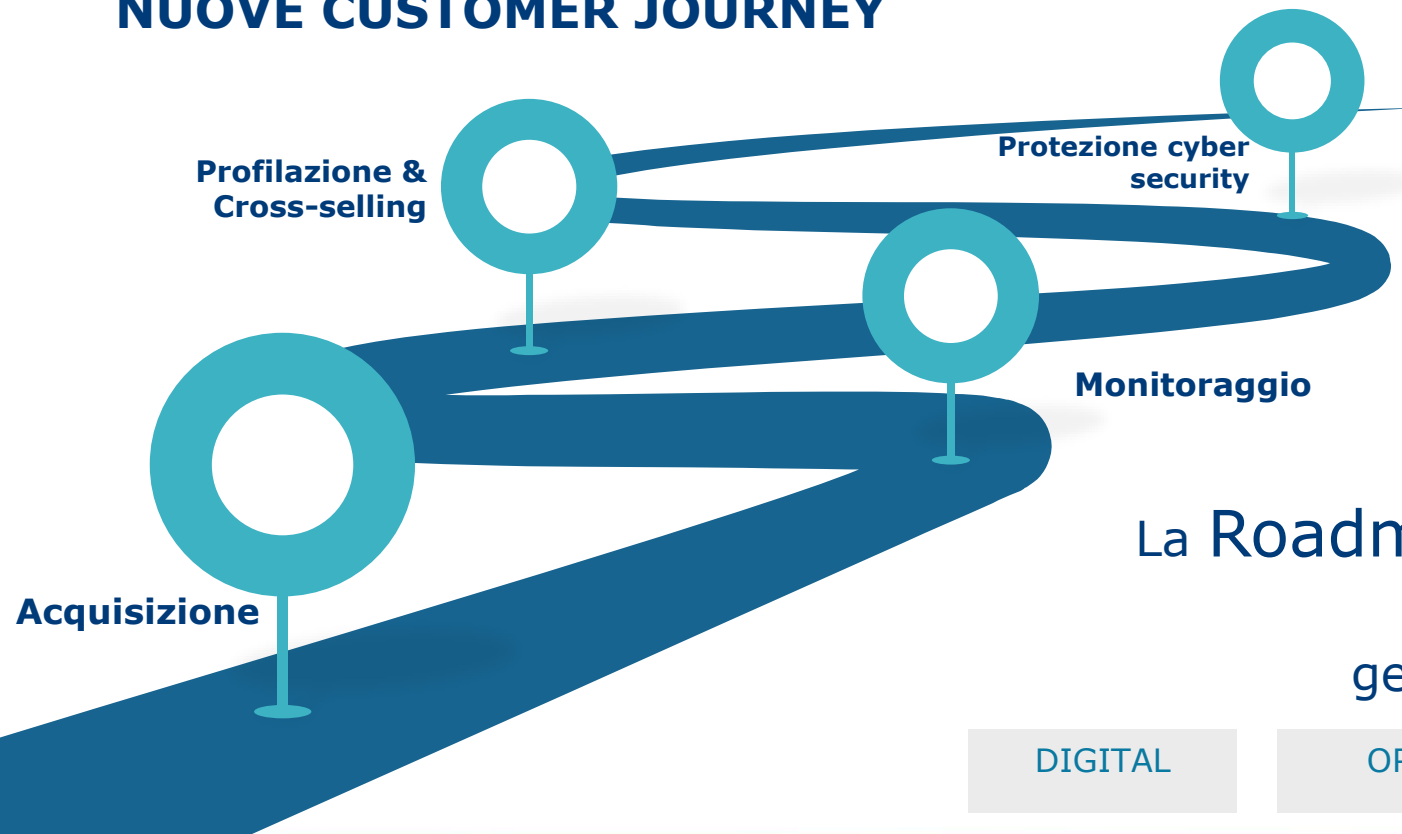 NUOVE CUSTOMER JOURNEY
Profilazione &
Cross-selling
Protezione cyber
security
Monitoraggio
Acquisizione
La
DIGITAL